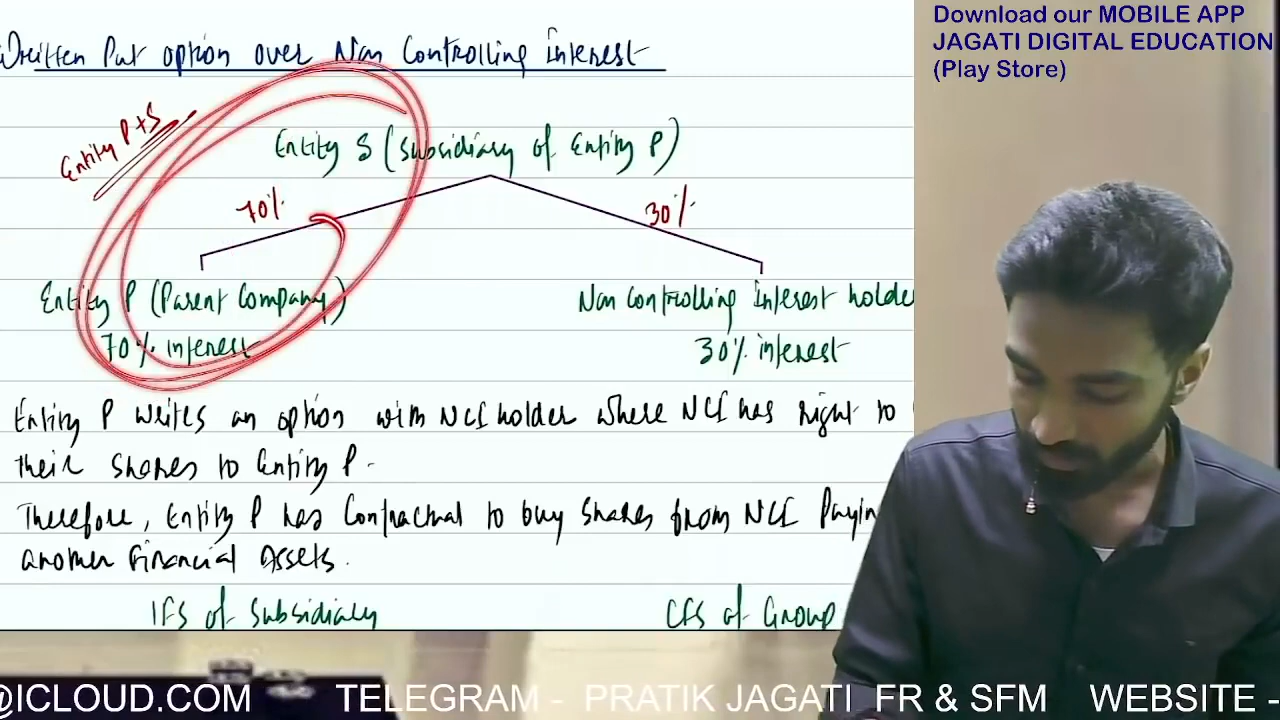 Download our MOBILE APP
JAGATI DIGITAL EDUCATION
(Play Store)
Written Put option over Non Controlling Interest
Entity P+S
Entity S (Subsidiary of Entity P)
70% 30%
Entity P (Parent Company) Non Controlling Interest holde
70% interest 30% interest
Entity P writes an option with NCI holder where NCI has right to
their shares to Entity P.
Therefore, Entity P has Contractual to buy shares from NCI Payin
another financial Assets.
IFS of Subsidiary CFS of Group
@ICLOUD.COM TELEGRAM - PRATIK JAGATI FR & SFM WEBSITE -